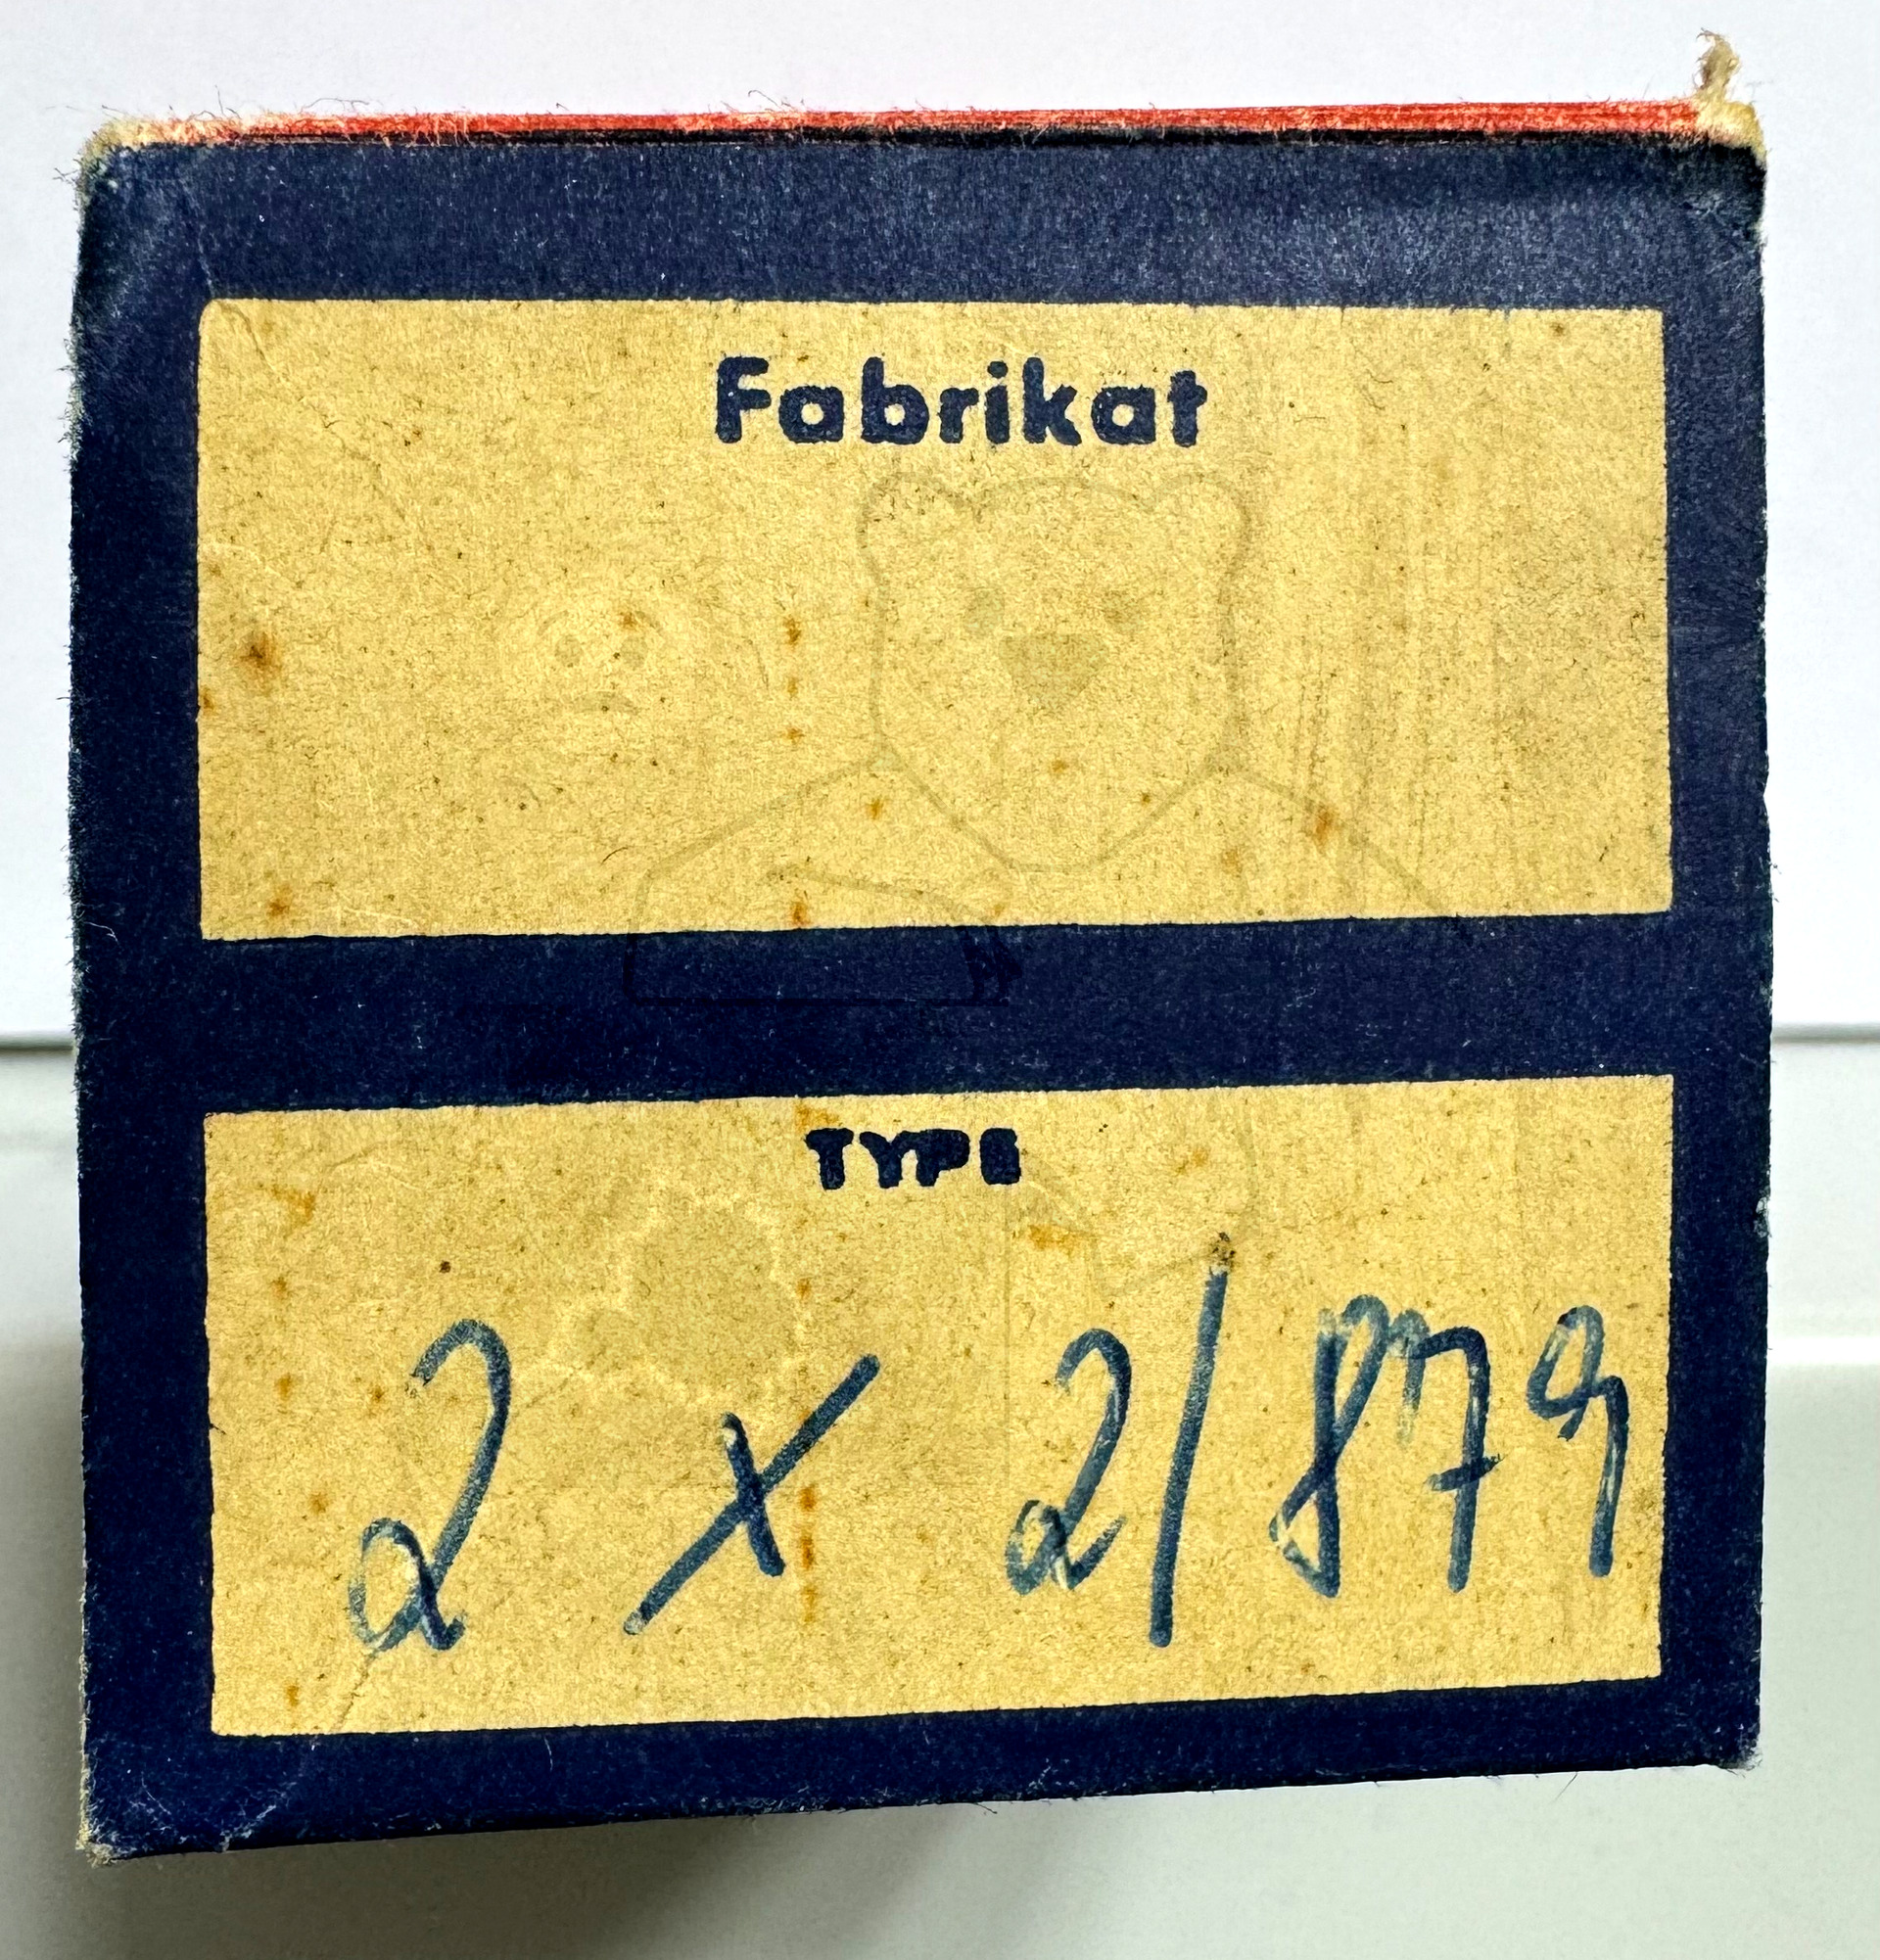 Fabrikat
TYPE
2 x 2/879